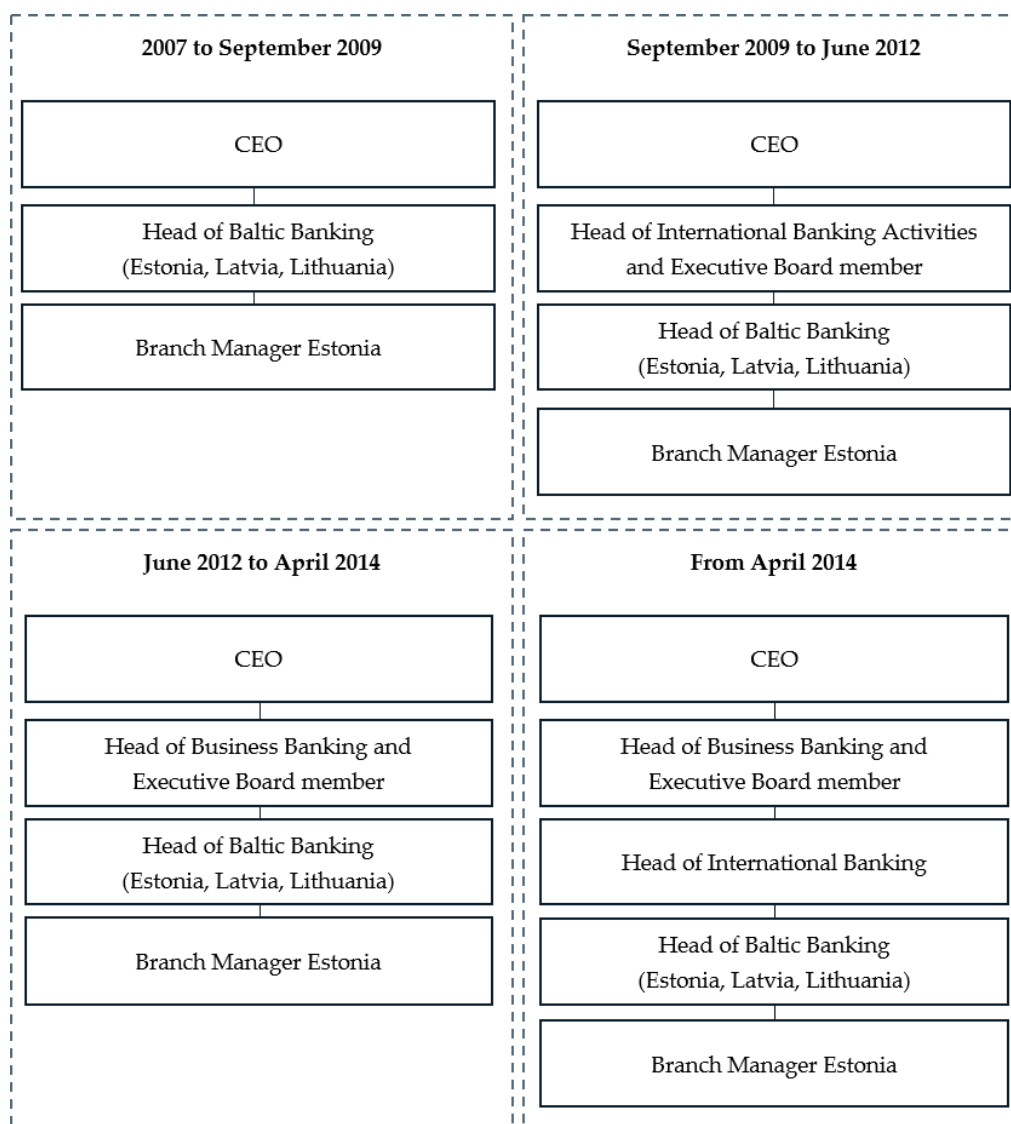 2007 to September 2009
CEO
Head of Baltic Banking
(Estonia, Latvia, Lithuania)
Branch Manager Estonia
September 2009 to June 2012
CEO
Head of International Banking Activities
and Executive Board member
Head of Baltic Banking
(Estonia, Latvia, Lithuania)
Branch Manager Estonia
June 2012 to April 2014
CEO
Head of Business Banking and
Executive Board member
Head of Baltic Banking
(Estonia, Latvia, Lithuania)
Branch Manager Estonia
From April 2014
CEO
Head of Business Banking and
Executive Board member
Head of International Banking
Head of Baltic Banking
(Estonia, Latvia, Lithuania)
Branch Manager Estonia